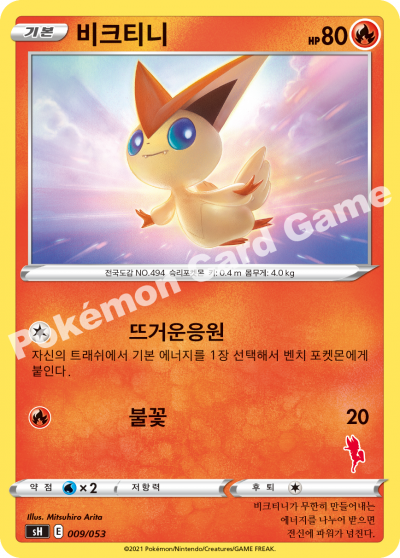 기본 비크티니 HP 80
전국도감 NO.494 승리포켓몬 키: 0.4 m 몸무게: 4.0 kg
Pokémon Card Game
뜨거운응원
자신의 트래쉬에서 기본 에너지를 1장 선택해서 벤치 포켓몬에게
붙인다.
불꽃 20
약점 ×2 저항력 후퇴
Illus. Mitsuhiro Arita
sH E 009/053
비크티니가 무한히 만들어내는
에너지를 나누어 받으면
전신에 파워가 넘친다.
©2021 Pokémon/Nintendo/Creatures/GAME FREAK.